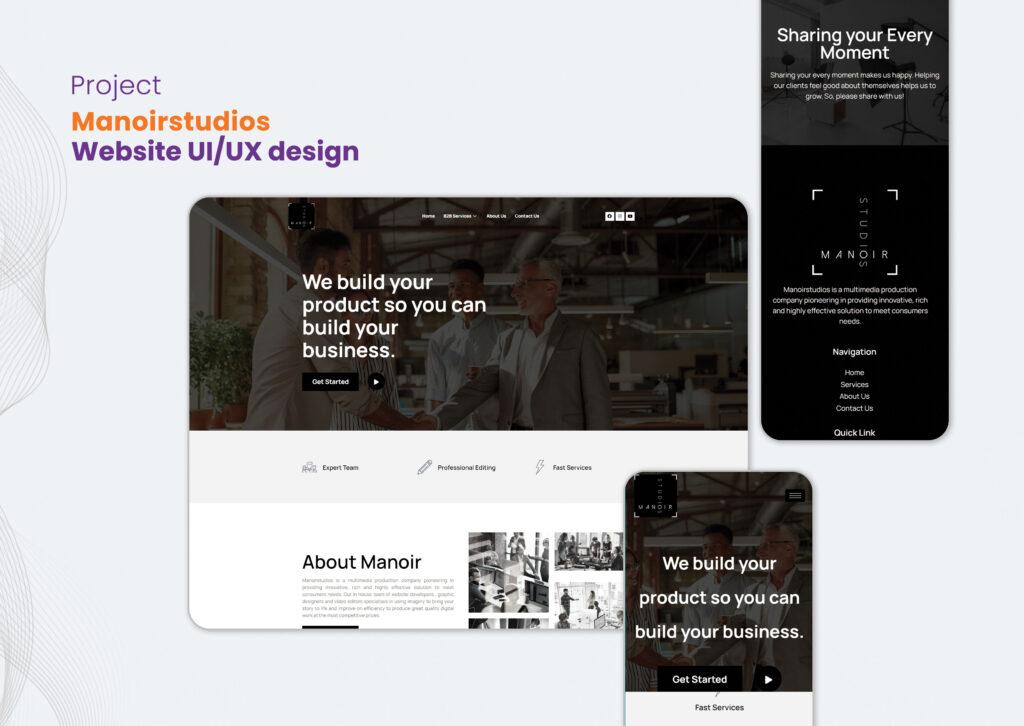 Project
Manoirstudios
Website UI/UX design
STUDIOS
MANOIR
Home
B2B Services
About Us
Contact Us
We build your
product so you can
build your
business.
Get Started
Expert Team
Professional Editing
Fast Services
About Manoir
Manoirstudios is a multimedia production company pioneering in
providing innovative, rich and highly effective solution to meet
consumers needs. Our in house team of website developers , graphic
designers and video editors specialises in using imagery to bring your
story to life and improve on efficiency to produce great quality digital
work at the most competitive prices.
Sharing your Every
Moment
Sharing your every moment makes us happy. Helping
our clients feel good about themselves helps us to
grow. So, please share with us!
STUDIOS
MANOIR
Manoirstudios is a multimedia production
company pioneering in providing innovative, rich
and highly effective solution to meet consumers
needs.
Navigation
Home
Services
About Us
Contact Us
Quick Link
STUDIOS
MANOIR
We build your
product so you can
build your business.
Get Started
Fast Services